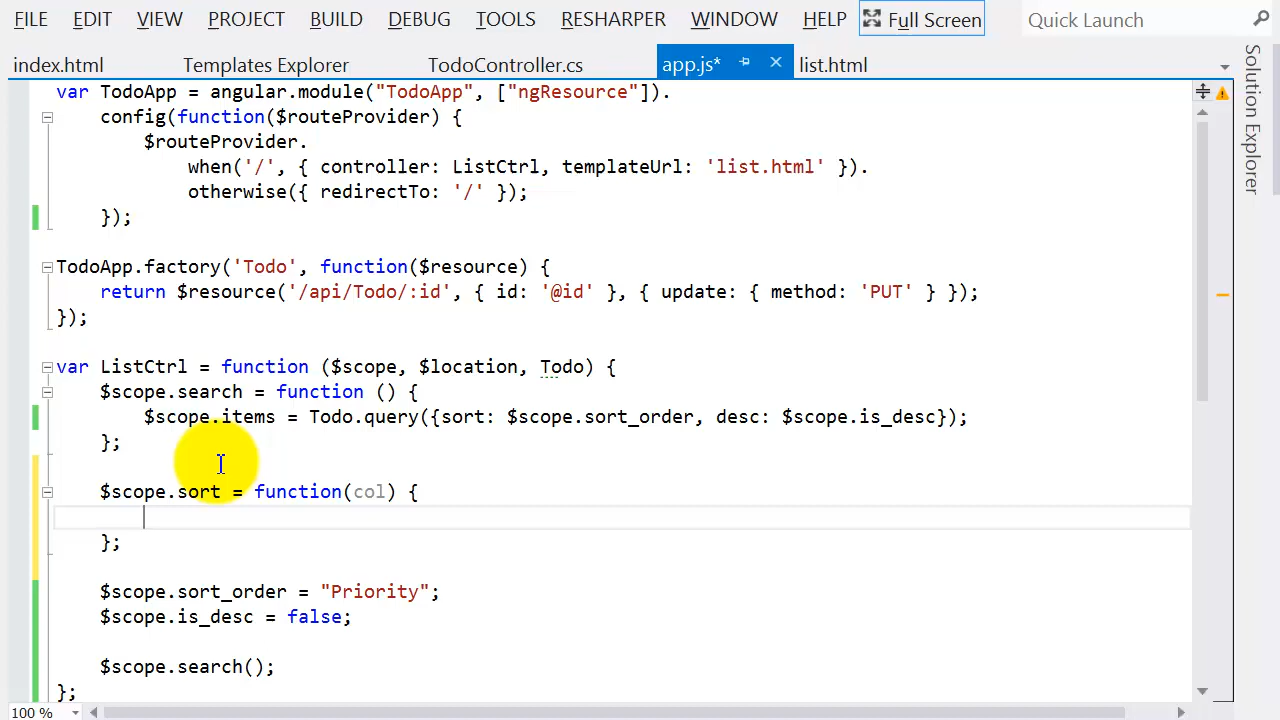 FILE EDIT VIEW PROJECT BUILD DEBUG TOOLS RESHARPER WINDOW HELP Full Screen Quick Launch
index.html Templates Explorer TodoController.cs app.js* list.html
Solution Explorer
var TodoApp = angular.module("TodoApp", ["ngResource"]).
config(function($routeProvider) {
$routeProvider.
when('/', { controller: ListCtrl, templateUrl: 'list.html' }).
otherwise({ redirectTo: '/' });
});
TodoApp.factory('Todo', function($resource) {
return $resource('/api/Todo/:id', { id: '@id' }, { update: { method: 'PUT' } });
});
var ListCtrl = function ($scope, $location, Todo) {
$scope.search = function () {
$scope.items = Todo.query({sort: $scope.sort_order, desc: $scope.is_desc});
};
$scope.sort = function(col) {
};
$scope.sort_order = "Priority";
$scope.is_desc = false;
$scope.search();
};
100 %